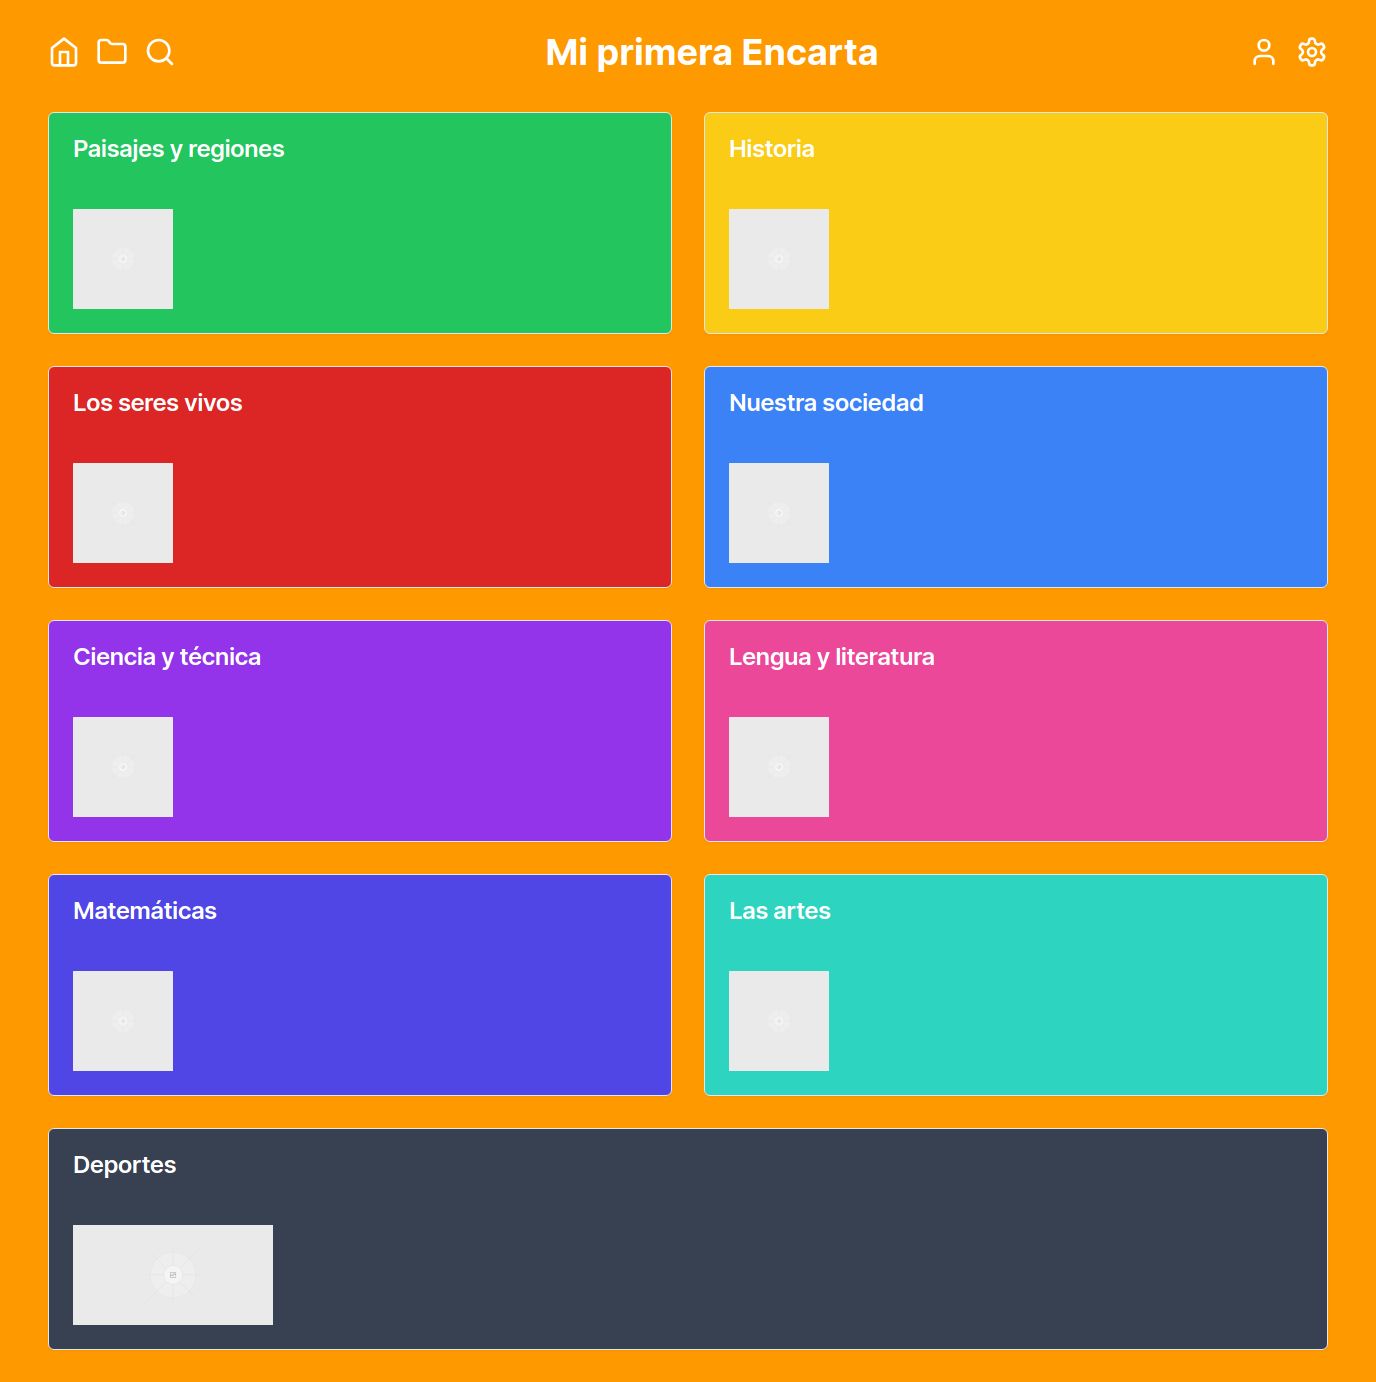 Mi primera Encarta
Paisajes y regiones
Historia
Los seres vivos
Nuestra sociedad
Ciencia y técnica
Lengua y literatura
Matemáticas
Las artes
Deportes